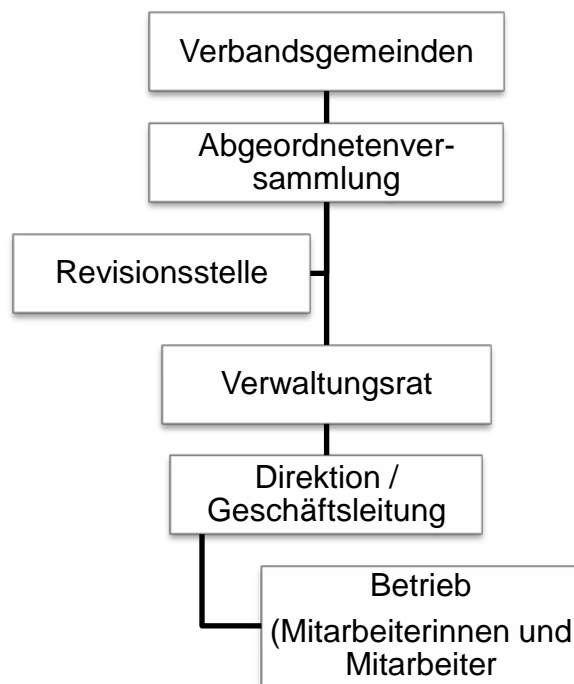 Verbandsgemeinden
Abgeordnetenver-
sammlung
Revisionsstelle
Verwaltungsrat
Direktion /
Geschäftsleitung
Betrieb
(Mitarbeiterinnen und
Mitarbeiter